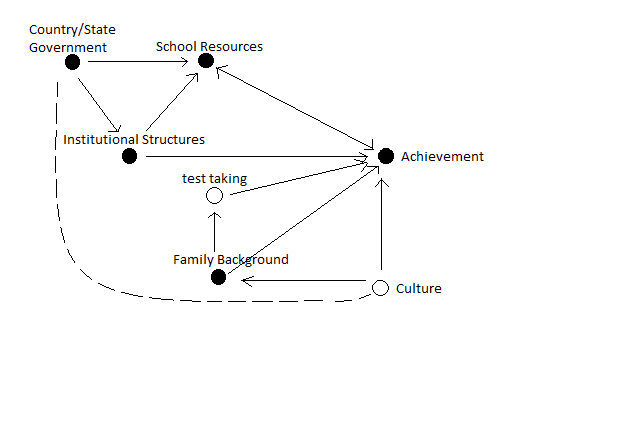 Country/State
Government
School Resources
Institutional Structures
Achievement
test taking
Family Background
Culture